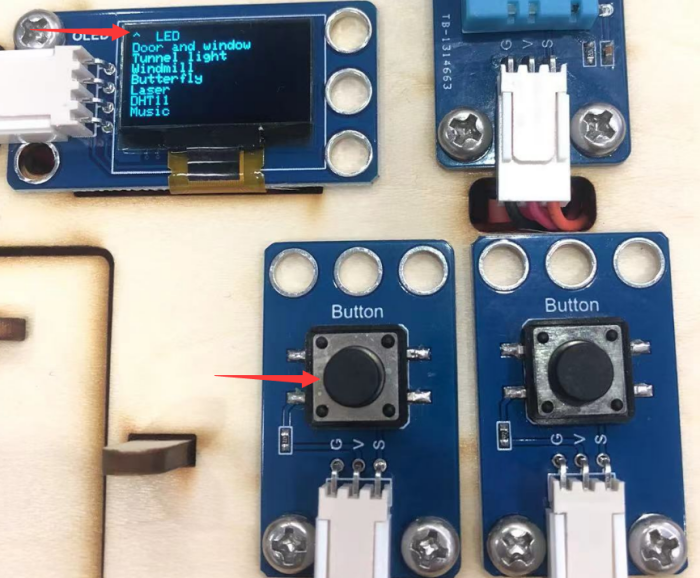 OLED
^ LED
Door and window
Tunnel light
Windmill
Butterfly
Laser
DHT11
Music
TB-1314663
G V S
Button
G V S
Button
G V S